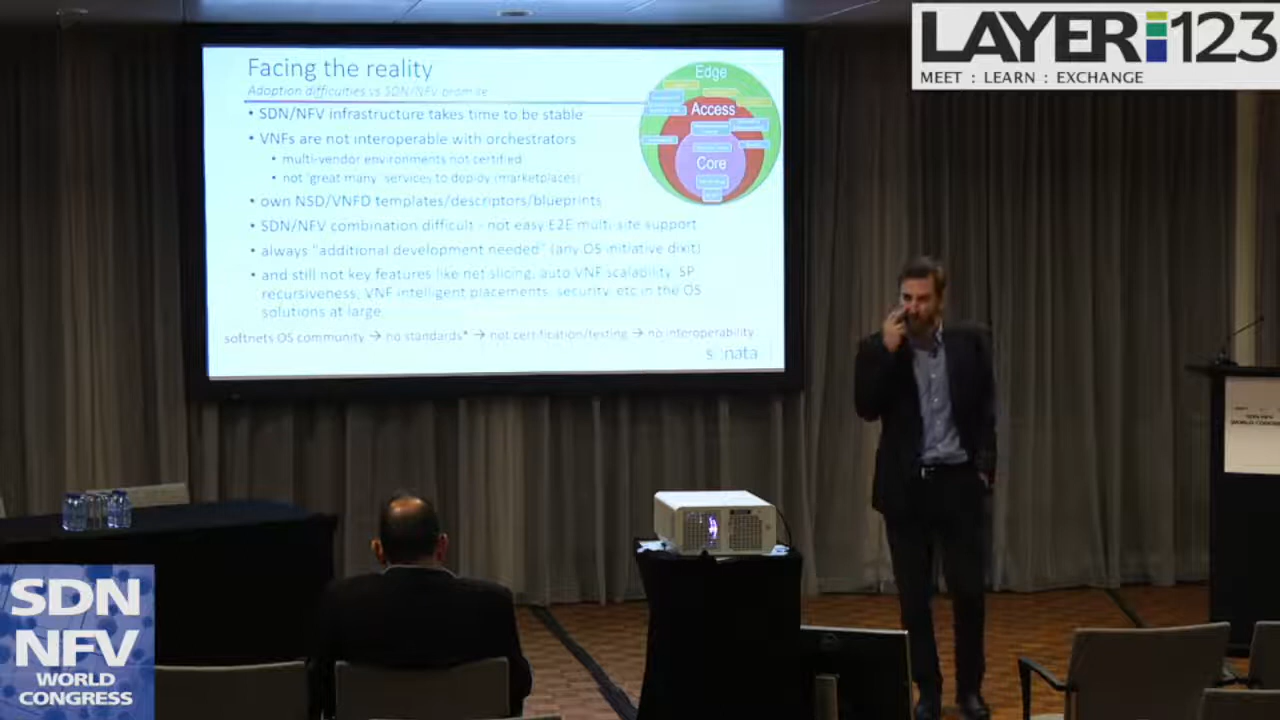 LAYER123
MEET : LEARN : EXCHANGE
Facing the reality
Adoption difficulties vs SDN/NFV promise
• SDN/NFV infrastructure takes time to be stable
• VNFs are not interoperable with orchestrators
• multi-vendor environments not certified
• not "great many" services to deploy (marketplaces)
• own NSD/VNFD templates/descriptors/blueprints
• SDN/NFV combination difficult - not easy E2E multi-site support
• always "additional development needed" (any OS initiative dixit)
• and still not key features like net slicing, auto VNF scalability, SP
recursiveness, VNF intelligent placements, security, etc in the OS
solutions at large.
softnets OS community → no standards* → not certification/testing → no interoperability
Edge
Access
Core
SDN NFV
WORLD CONGRESS
SDN
NFV
WORLD
CONGRESS